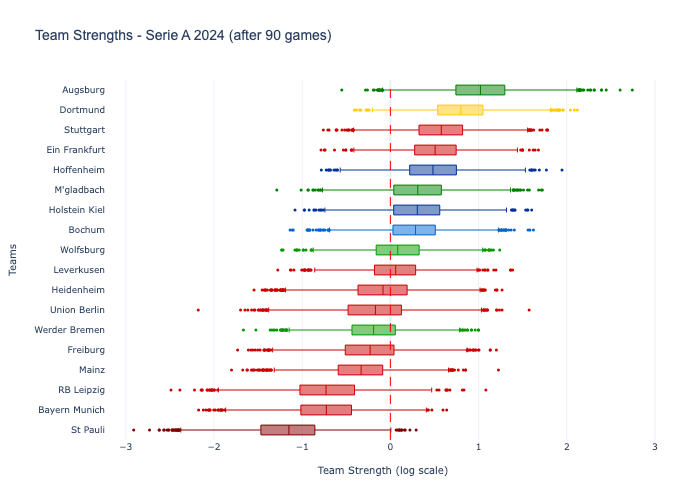 Team Strengths - Serie A 2024 (after 90 games)
Augsburg
Dortmund
Stuttgart
Ein Frankfurt
Hoffenheim
M'gladbach
Holstein Kiel
Bochum
Wolfsburg
Leverkusen
Heidenheim
Union Berlin
Werder Bremen
Freiburg
Mainz
RB Leipzig
Bayern Munich
St Pauli
Teams
−3 −2 −1 0 1 2 3
Team Strength (log scale)